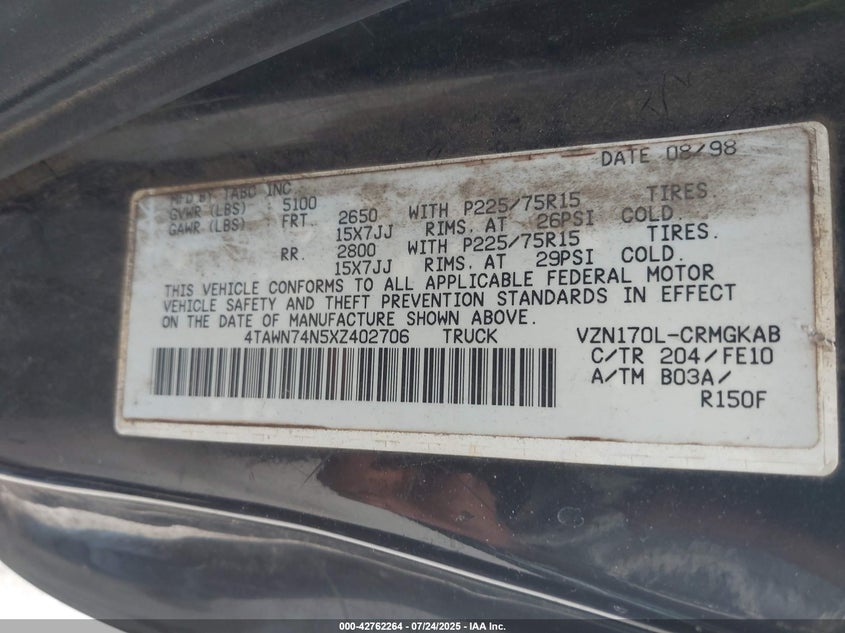 DATE 08/98
MFD BY TABC INC
GVWR (LBS) 5100
GAWR (LBS) FRT. 2650 WITH P225/75R15 TIRES.
15X7JJ RIMS. AT 26PSI COLD.
RR. 2800 WITH P225/75R15 TIRES.
15X7JJ RIMS. AT 29PSI COLD.
THIS VEHICLE CONFORMS TO ALL APPLICABLE FEDERAL MOTOR
VEHICLE SAFETY AND THEFT PREVENTION STANDARDS IN EFFECT
ON THE DATE OF MANUFACTURE SHOWN ABOVE.
4TAWN74N5XZ402706 TRUCK VZN170L-CRMGKAB
C/TR 204/FE10
A/TM B03A/
R150F
000-42762264 - 07/24/2025 - IAA Inc.